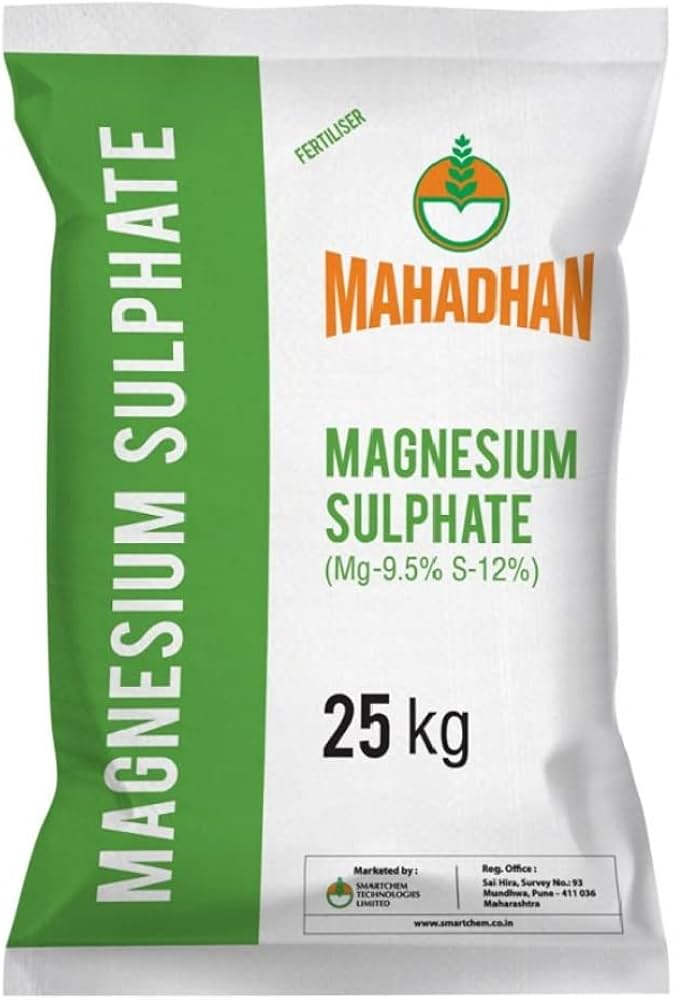 MAGNESIUM SULPHATE
FERTILISER
MAHADHAN
MAGNESIUM
SULPHATE
(Mg-9.5% S-12%)
25 kg
Marketed by :
SMARTCHEM
TECHNOLOGIES
LIMITED
Reg. Office :
Sai Hira, Survey No.: 93
Mundhwa, Pune - 411 036
Maharashtra
www.smartchem.co.in